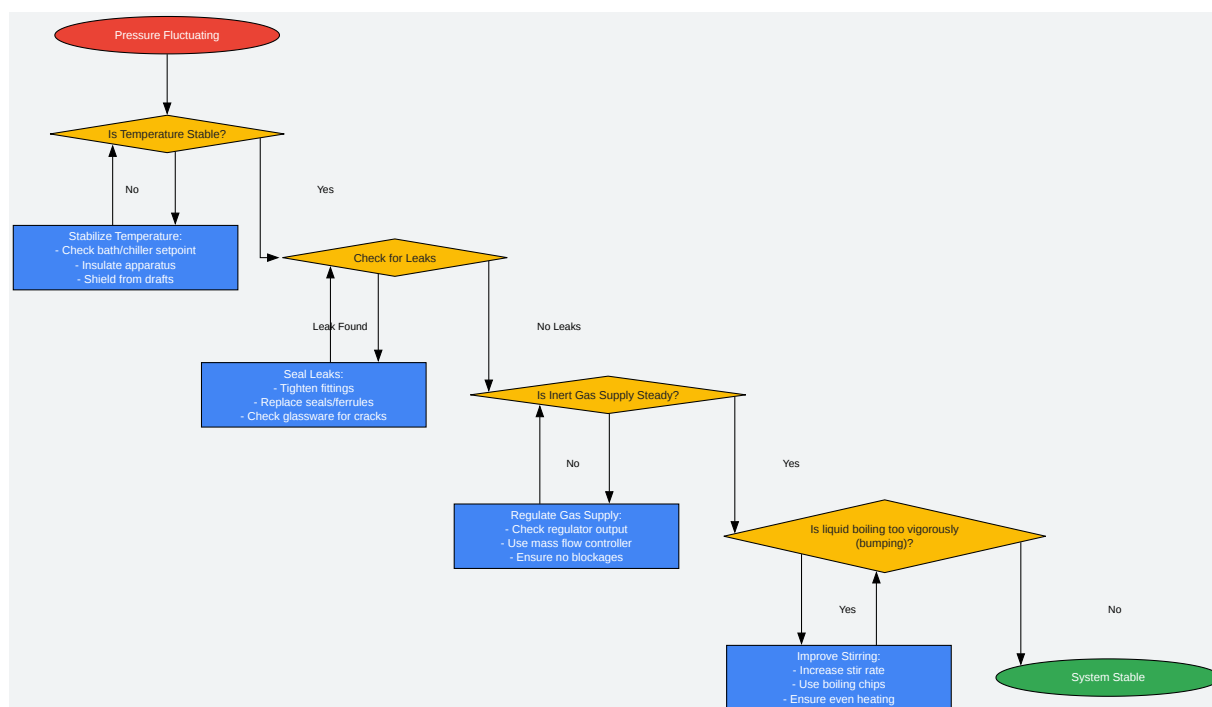 Pressure Fluctuating
Is Temperature Stable?
No
Yes
Stabilize Temperature:
- Check bath/chiller setpoint
- Insulate apparatus
- Shield from drafts
Check for Leaks
Leak Found
No Leaks
Seal Leaks:
- Tighten fittings
- Replace seals/ferrules
- Check glassware for cracks
Is Inert Gas Supply Steady?
No
Yes
Regulate Gas Supply:
- Check regulator output
- Use mass flow controller
- Ensure no blockages
Is liquid boiling too vigorously
(bumping)?
Yes
No
Improve Stirring:
- Increase stir rate
- Use boiling chips
- Ensure even heating
System Stable